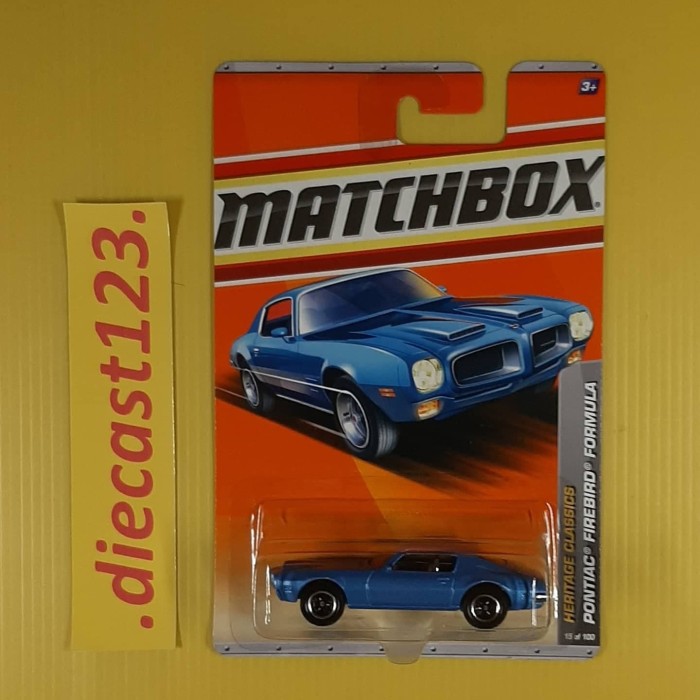 3+
MATCHBOX®
.diecast123.
HERITAGE CLASSICS
PONTIAC® FIREBIRD® FORMULA
15 of 100